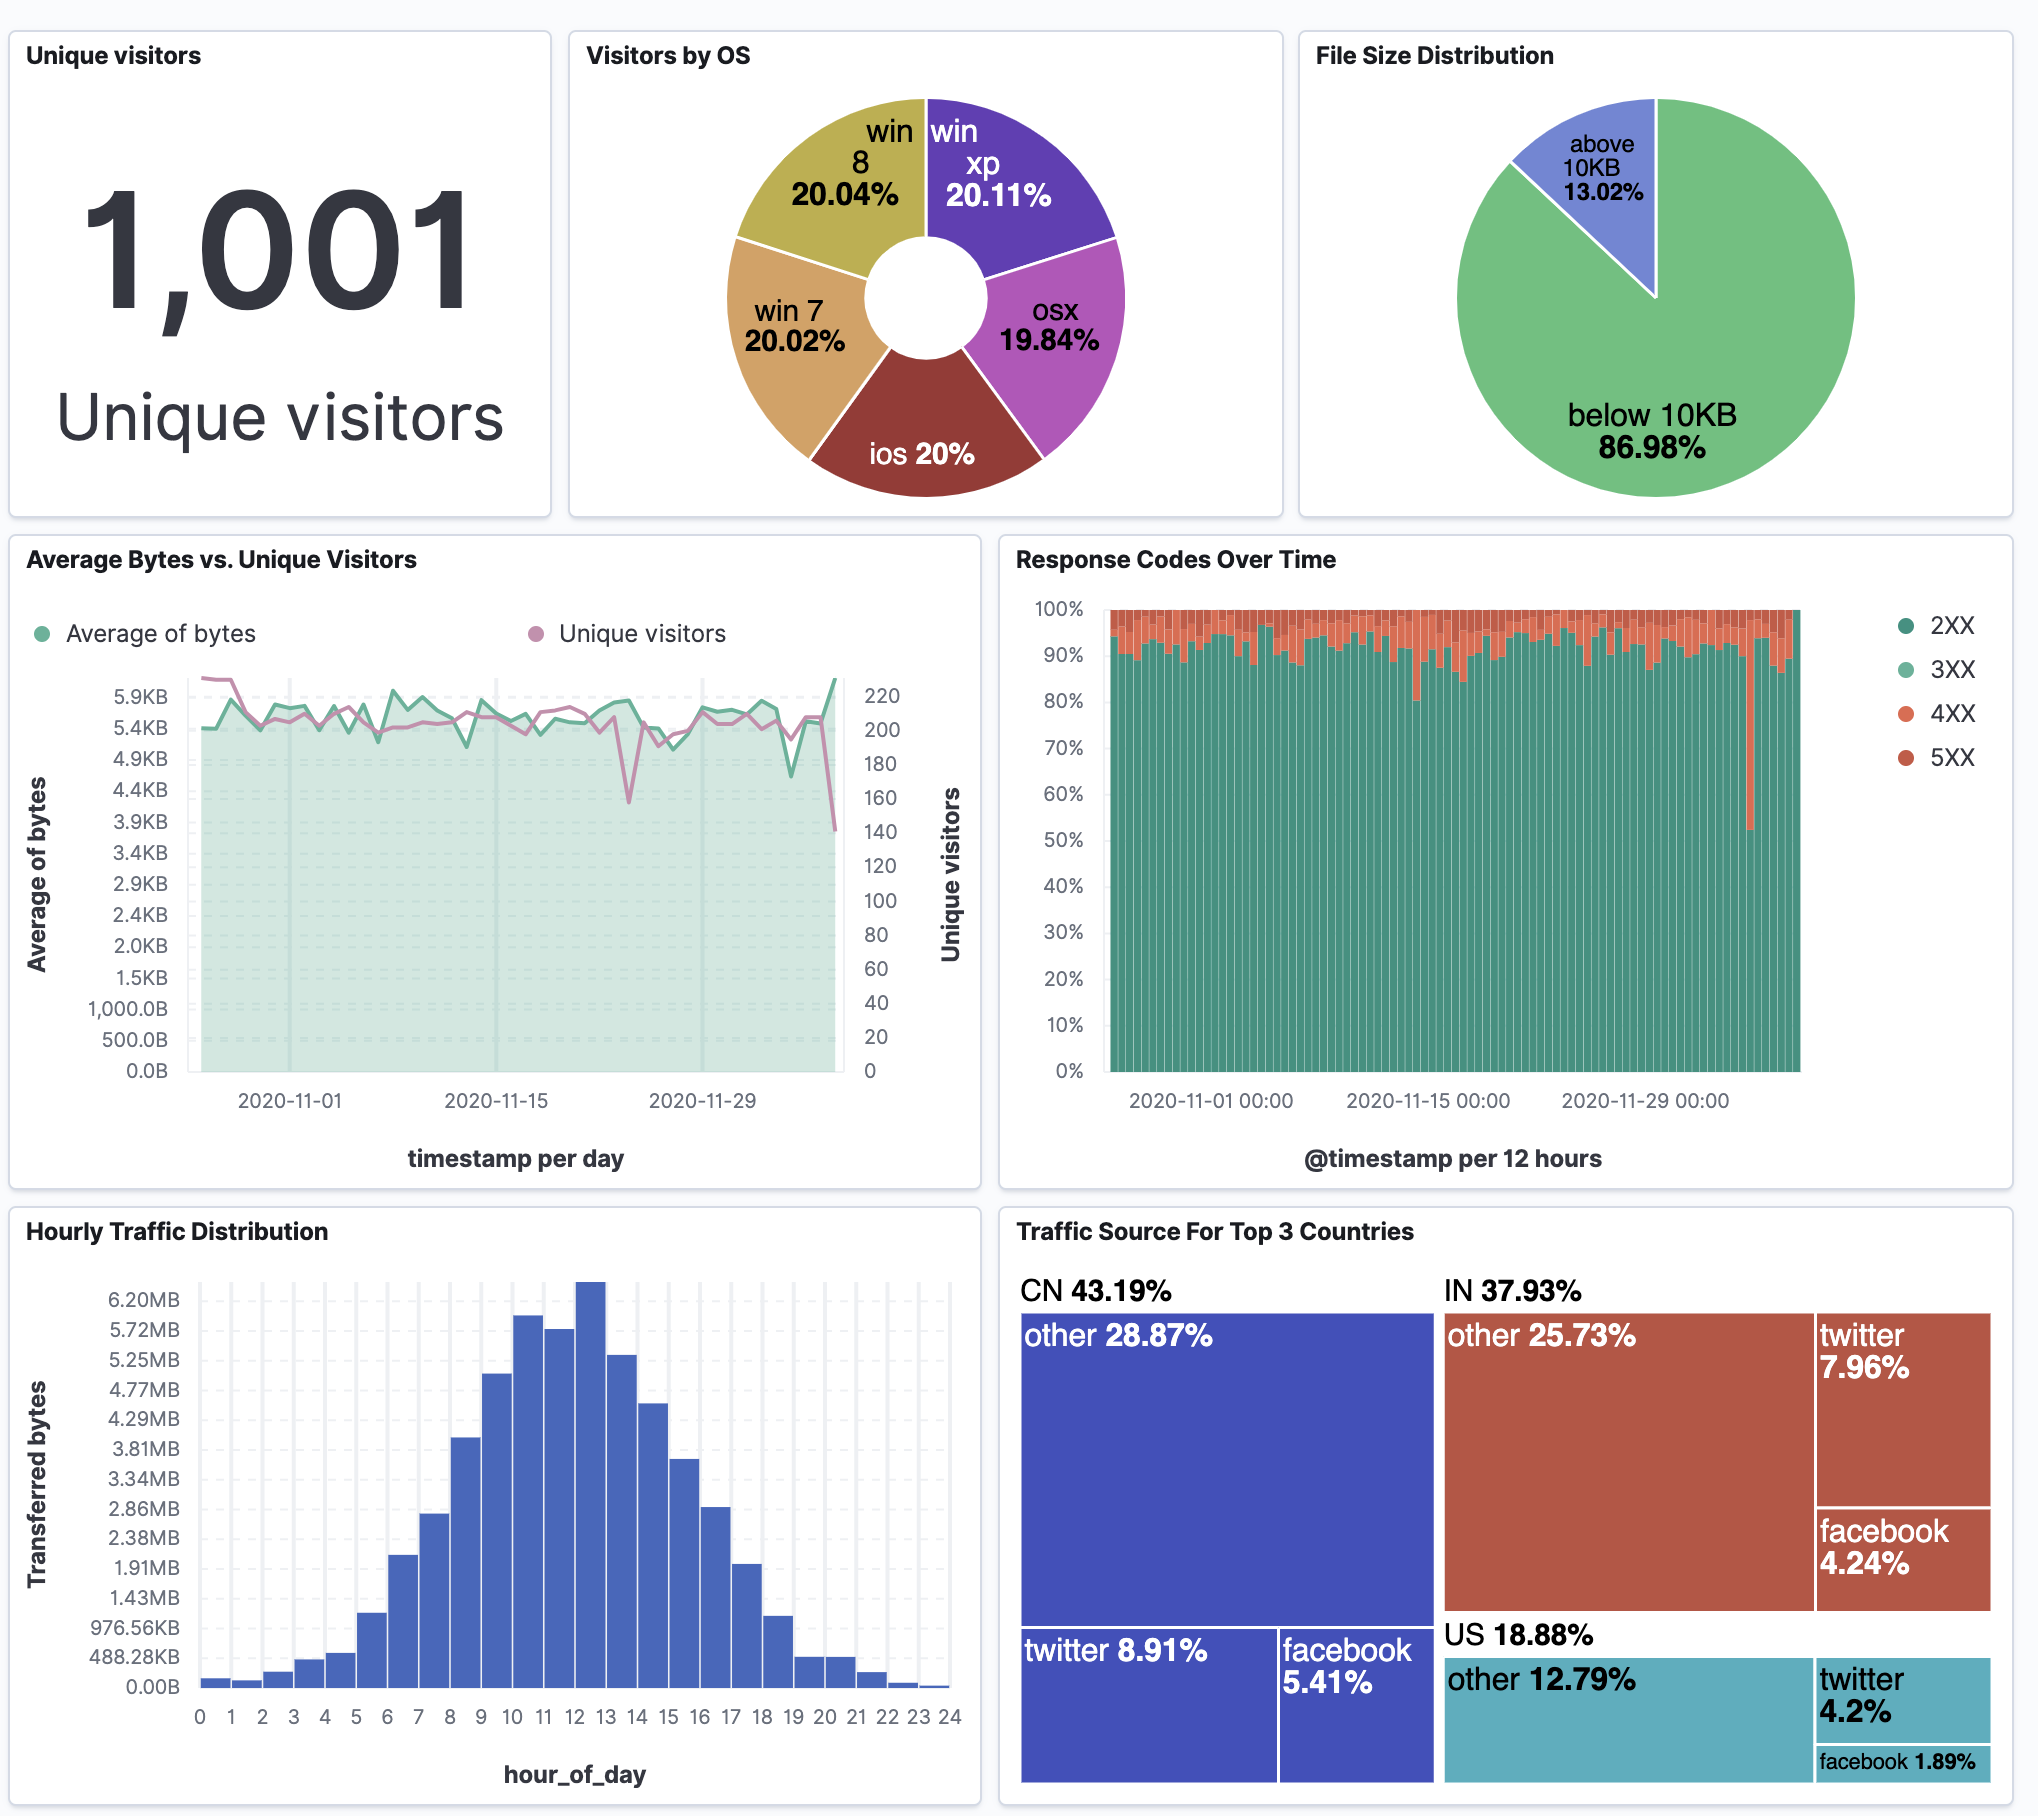 Unique visitors
1,001
Unique visitors
Visitors by OS
win
8
20.04%
win
xp
20.11%
win 7
20.02%
osx
19.84%
ios 20%
File Size Distribution
above
10KB
13.02%
below 10KB
86.98%
Average Bytes vs. Unique Visitors
Average of bytes
Unique visitors
Average of bytes
5.9KB
5.4KB
4.9KB
4.4KB
3.9KB
3.4KB
2.9KB
2.4KB
2.0KB
1.5KB
1,000.0B
500.0B
0.0B
220
200
180
160
140
120
100
80
60
40
20
0
Unique visitors
2020-11-01 2020-11-15 2020-11-29
timestamp per day
Response Codes Over Time
100%
90%
80%
70%
60%
50%
40%
30%
20%
10%
0%
2XX
3XX
4XX
5XX
2020-11-01 00:00 2020-11-15 00:00 2020-11-29 00:00
@timestamp per 12 hours
Hourly Traffic Distribution
Transferred bytes
6.20MB
5.72MB
5.25MB
4.77MB
4.29MB
3.81MB
3.34MB
2.86MB
2.38MB
1.91MB
1.43MB
976.56KB
488.28KB
0.00B
0 1 2 3 4 5 6 7 8 9 10 11 12 13 14 15 16 17 18 19 20 21 22 23 24
hour_of_day
Traffic Source For Top 3 Countries
CN 43.19%
other 28.87%
twitter 8.91%
facebook
5.41%
IN 37.93%
other 25.73%
twitter
7.96%
facebook
4.24%
US 18.88%
other 12.79%
twitter
4.2%
facebook 1.89%